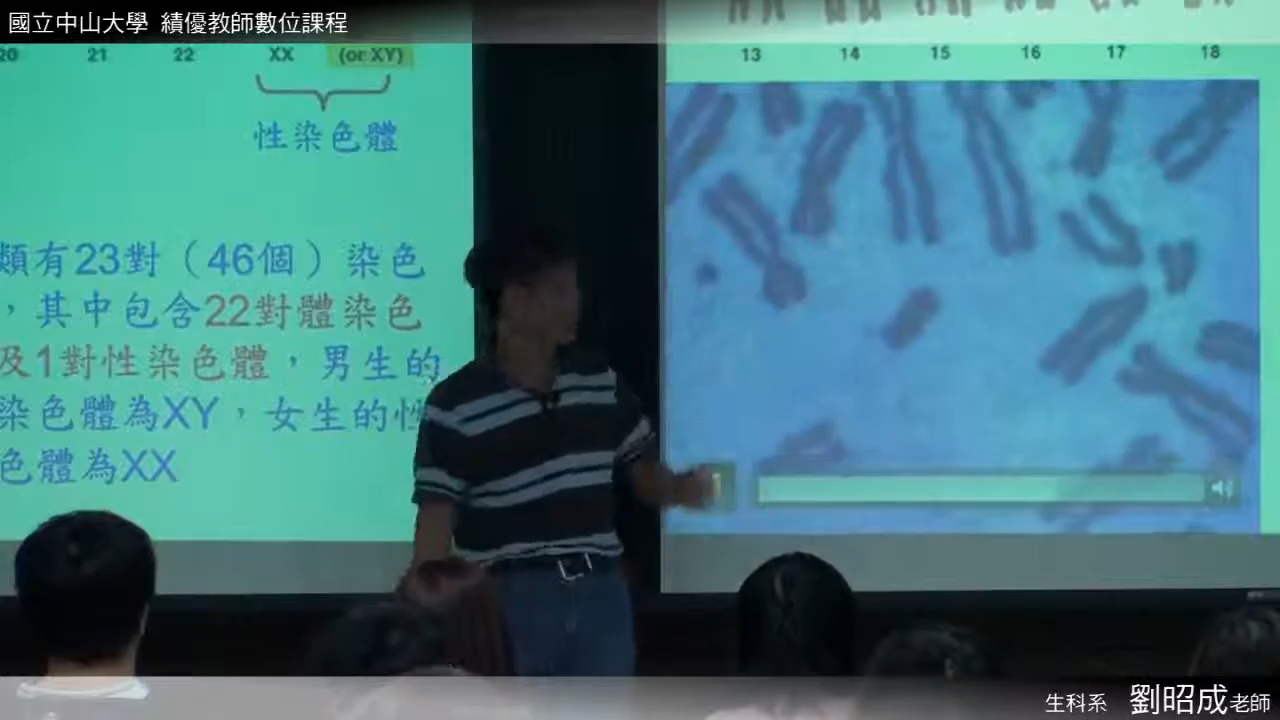 國立中山大學 績優教師數位課程
20 21 22 XX (or XY)
13 14 15 16 17 18
性染色體
類有23對（46個）染色
，其中包含22對體染色
及1對性染色體，男生的
染色體為XY，女生的性
色體為XX
生科系 劉昭成老師